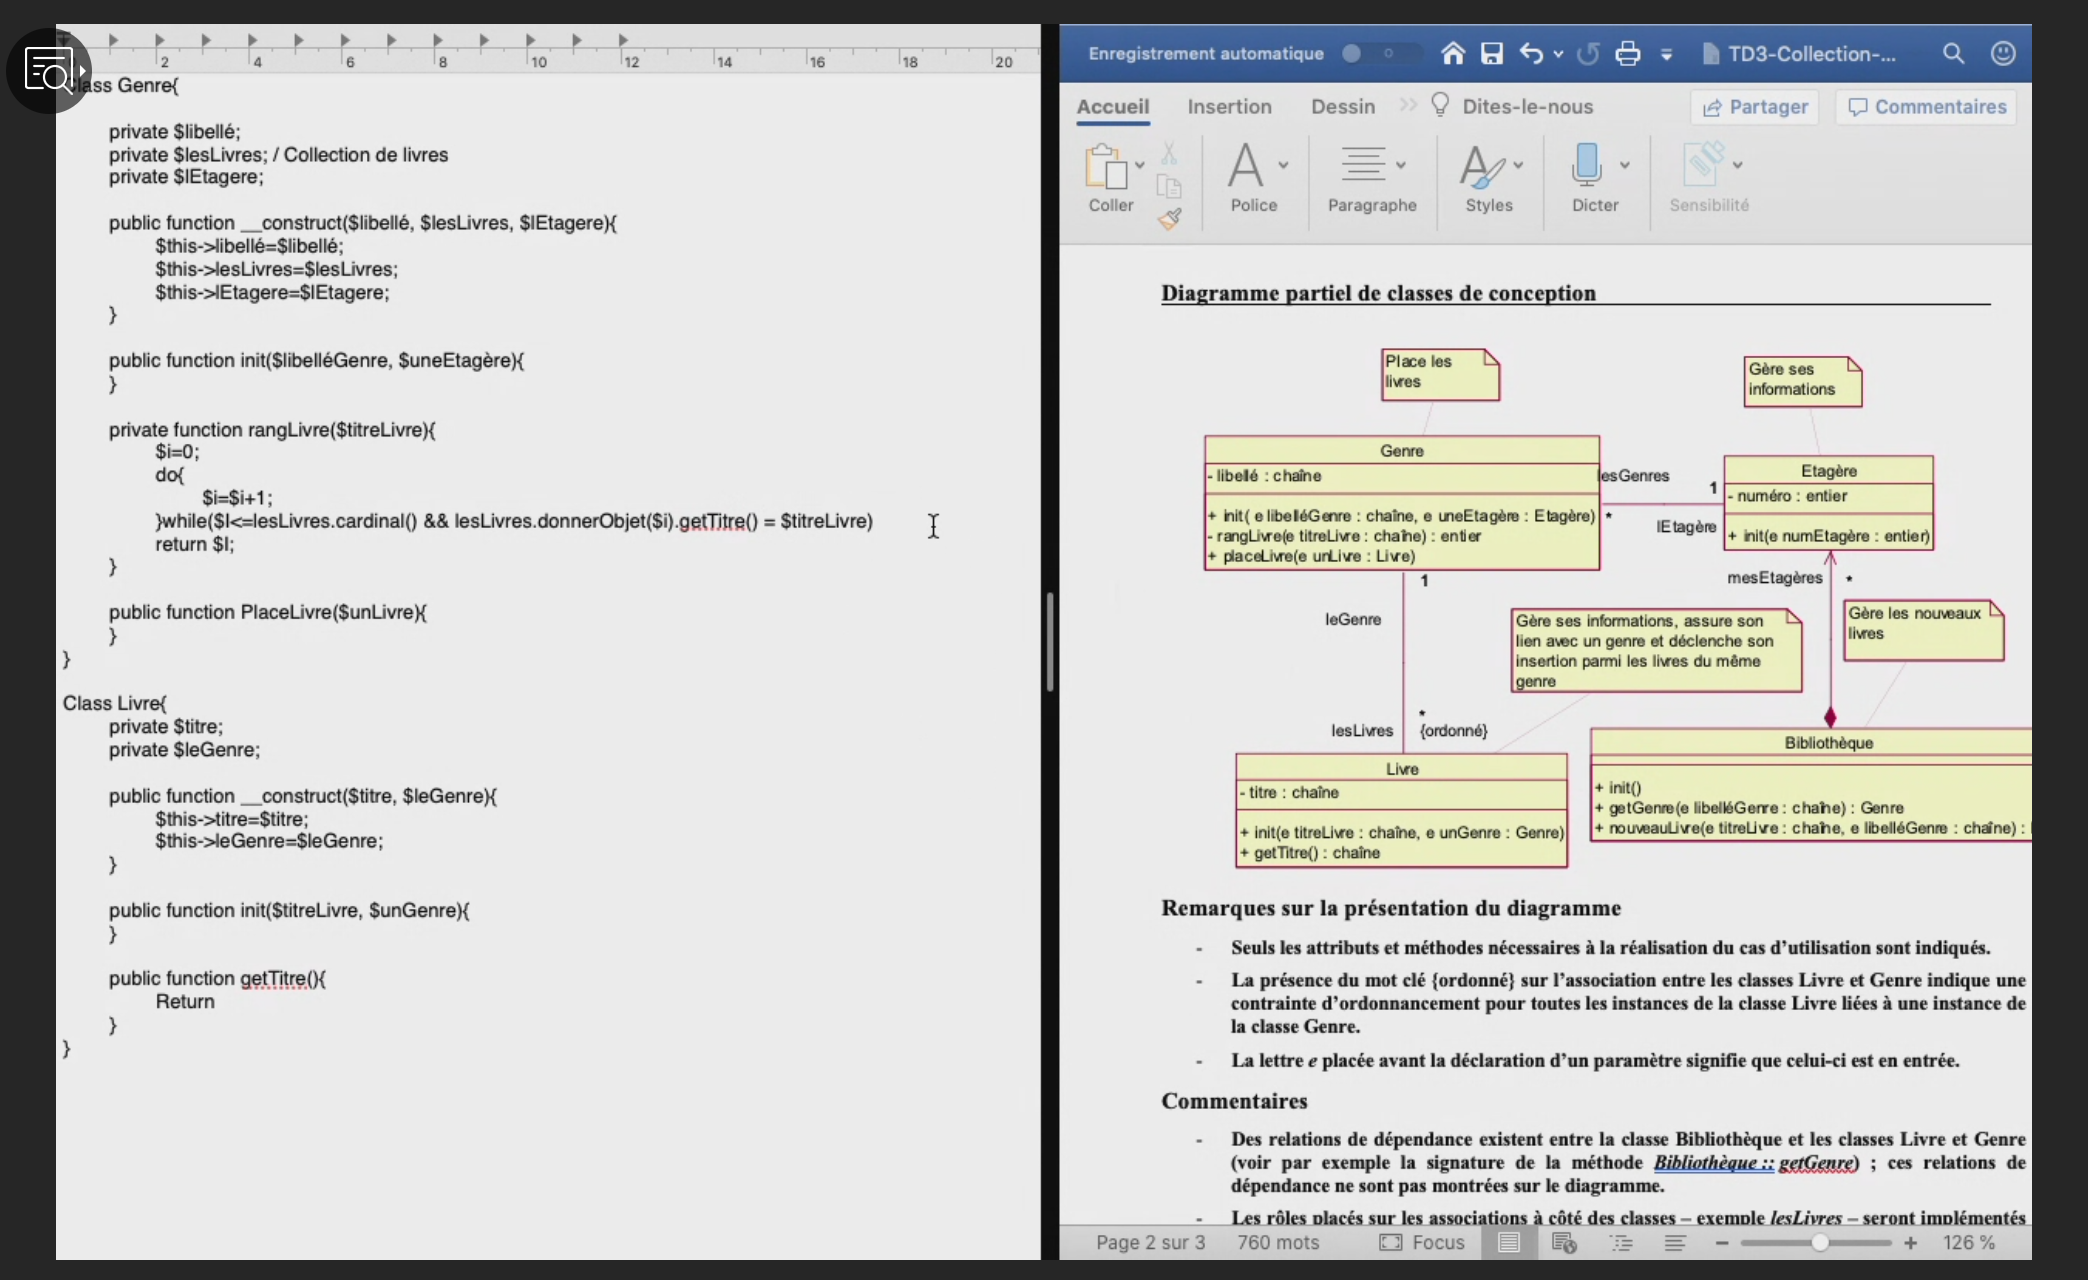 2 4 6 8 10 12 14 16 18 20
Class Genre{
private $libellé;
private $lesLivres; / Collection de livres
private $lEtagere;
public function __construct($libellé, $lesLivres, $lEtagere){
$this->libellé=$libellé;
$this->lesLivres=$lesLivres;
$this->lEtagere=$lEtagere;
}
public function init($libelléGenre, $uneEtagère){
}
private function rangLivre($titreLivre){
$i=0;
do{
$i=$i+1;
}while($I<=lesLivres.cardinal() && lesLivres.donnerObjet($i).getTitre() = $titreLivre)
return $I;
}
public function PlaceLivre($unLivre){
}
}
Class Livre{
private $titre;
private $leGenre;
public function __construct($titre, $leGenre){
$this->titre=$titre;
$this->leGenre=$leGenre;
}
public function init($titreLivre, $unGenre){
}
public function getTitre(){
Return
}
}
Enregistrement automatique
TD3-Collection-...
Accueil Insertion Dessin Dites-le-nous Partager Commentaires
Coller Police Paragraphe Styles Dicter Sensibilité
Diagramme partiel de classes de conception
Place les
livres
Gère ses
informations
Genre
- libellé : chaîne
+ init( e libelléGenre : chaîne, e uneEtagère : Etagère)
- rangLivre(e titreLivre : chaîne) : entier
+ placeLivre(e unLivre : Livre)
lesGenres
1
*
lEtagère
Etagère
- numéro : entier
+ init(e numEtagère : entier)
1
mesEtagères *
leGenre
Gère ses informations, assure son
lien avec un genre et déclenche son
insertion parmi les livres du même
genre
Gère les nouveaux
livres
*
lesLivres {ordonné}
Livre
- titre : chaîne
+ init(e titreLivre : chaîne, e unGenre : Genre)
+ getTitre() : chaîne
Bibliothèque
+ init()
+ getGenre(e libelléGenre : chaîne) : Genre
+ nouveauLivre(e titreLivre : chaîne, e libelléGenre : chaîne) :
Remarques sur la présentation du diagramme
- Seuls les attributs et méthodes nécessaires à la réalisation du cas d’utilisation sont indiqués.
- La présence du mot clé {ordonné} sur l’association entre les classes Livre et Genre indique une
contrainte d’ordonnancement pour toutes les instances de la classe Livre liées à une instance de
la classe Genre.
- La lettre e placée avant la déclaration d’un paramètre signifie que celui-ci est en entrée.
Commentaires
- Des relations de dépendance existent entre la classe Bibliothèque et les classes Livre et Genre
(voir par exemple la signature de la méthode Bibliothèque :: getGenre) ; ces relations de
dépendance ne sont pas montrées sur le diagramme.
- Les rôles placés sur les associations à côté des classes – exemple lesLivres – seront implémentés
Page 2 sur 3 760 mots Focus 126 %